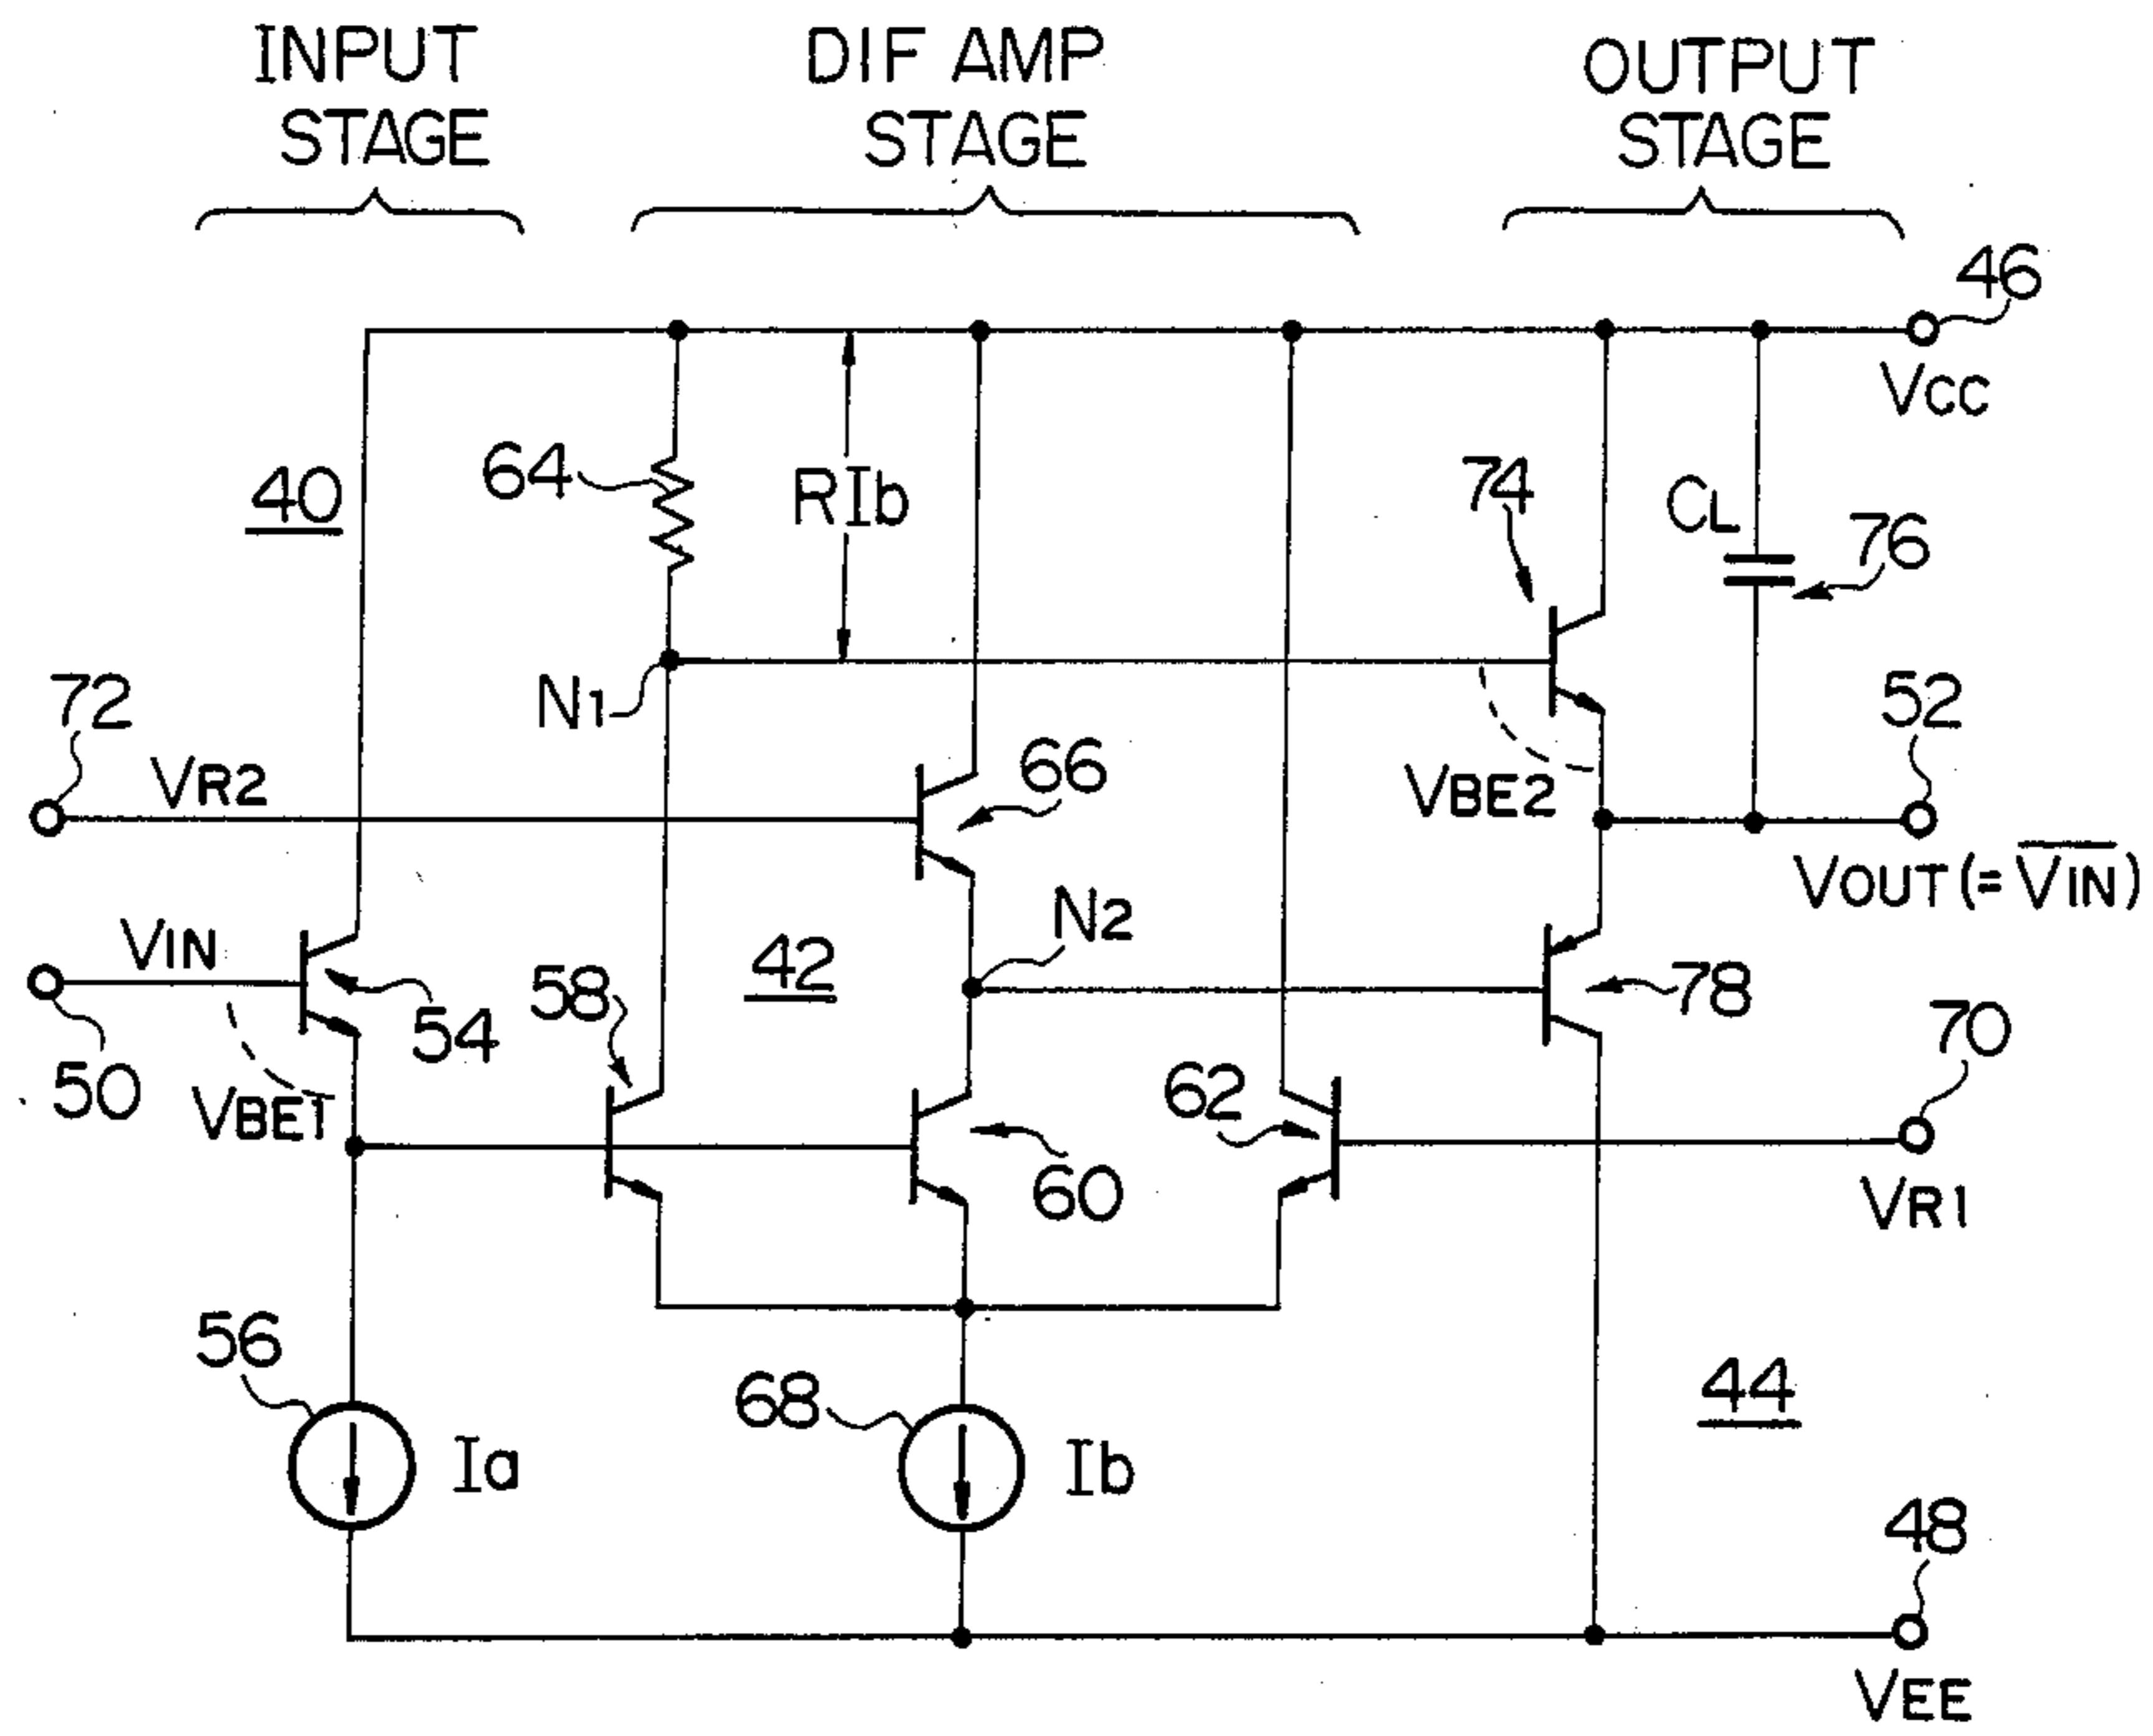 INPUT STAGE
DIF AMP STAGE
OUTPUT STAGE
46
VCC
40
64
RIb
74
CL
76
72
VR2
N1
66
VBE2
52
VOUT (= V̅I̅N̅)
VIN
N2
42
58
54
78
50
VBE1
62
70
60
VR1
56
68
44
Ia
Ib
48
VEE